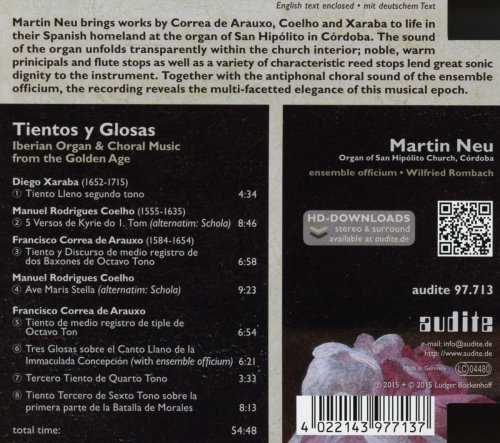 English text enclosed • mit deutschem Text
Martin Neu brings works by Correa de Arauxo, Coelho and Xaraba to life in
their Spanish homeland at the organ of San Hipólito in Córdoba. The sound
of the organ unfolds transparently within the church interior; noble, warm
prinicipals and flute stops as well as a variety of characteristic reed stops lend great sonic
dignity to the instrument. Together with the antiphonal choral sound of the ensemble
officium, the recording reveals the multi-facetted elegance of this musical epoch.
Tientos y Glosas
Iberian Organ & Choral Music
from the Golden Age
Diego Xaraba (1652-1715)
1 Tiento Lleno segundo tono 4:34
Manuel Rodrigues Coelho (1555-1635)
2 5 Versos de Kyrie do 1. Tom (alternatim: Schola) 8:46
Francisco Correa de Arauxo (1584-1654)
3 Tiento y Discurso de medio registro de
dos Baxones de Octavo Tono 6:58
Manuel Rodrigues Coelho
4 Ave Maris Stella (alternatim: Schola) 9:23
Francisco Correa de Arauxo
5 Tiento de medio registro de tiple de
Octavo Ton 6:54
6 Tres Glosas sobre el Canto Llano de la
Immaculada Concepción (with ensemble officium) 6:21
7 Tercero Tiento de Quarto Tono 3:33
8 Tiento Tercero de Sexto Tono sobre la
primera parte de la Batalla de Morales 8:13
total time: 54:48
Martin Neu
Organ of San Hipólito Church, Córdoba
ensemble officium • Wilfried Rombach
HD-DOWNLOADS
stereo & surround
available at audite.de
audite 97.713
audite
e-mail: info@audite.de
http://www.audite.de
Made in Germany
LC 04480
℗ 2015 + © 2015 Ludger Böckenhoff
4 022143 977137